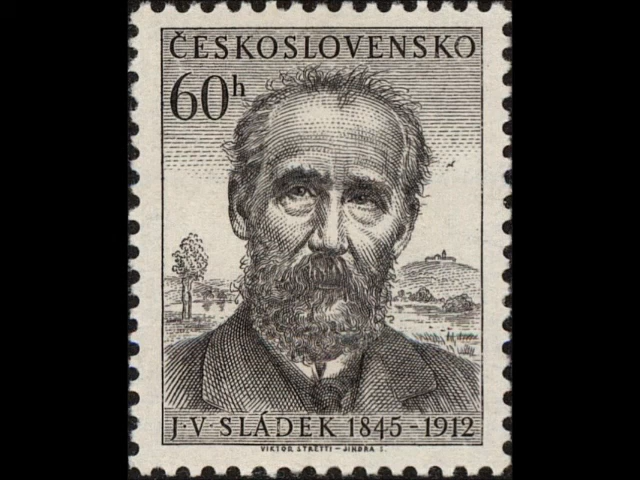 ČESKOSLOVENSKO
60h
J·V·SLÁDEK 1845-1912
VIKTOR STRETTI – JINDRA S.